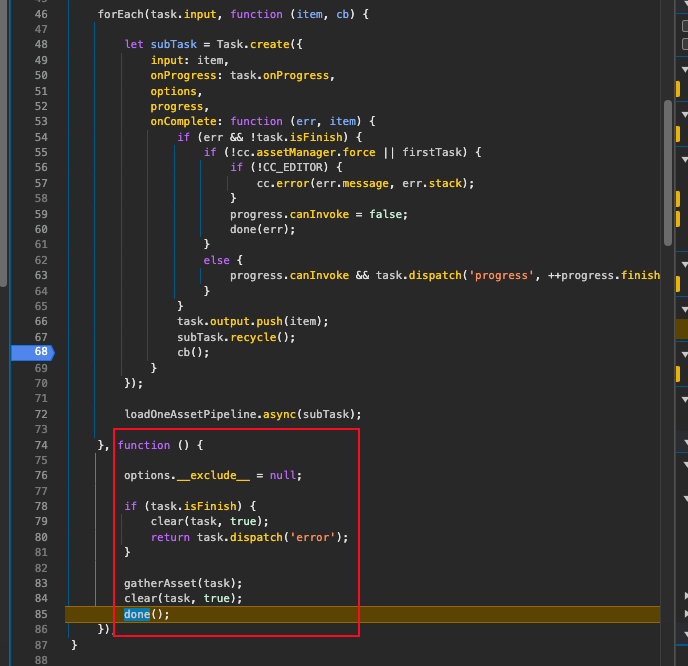 46 forEach(task.input, function (item, cb) {
47
48 let subTask = Task.create({
49 input: item,
50 onProgress: task.onProgress,
51 options,
52 progress,
53 onComplete: function (err, item) {
54 if (err && !task.isFinish) {
55 if (!cc.assetManager.force || firstTask) {
56 if (!CC_EDITOR) {
57 cc.error(err.message, err.stack);
58 }
59 progress.canInvoke = false;
60 done(err);
61 }
62 else {
63 progress.canInvoke && task.dispatch('progress', ++progress.finish
64 }
65 }
66 task.output.push(item);
67 subTask.recycle();
68 cb();
69 }
70 });
71
72 loadOneAssetPipeline.async(subTask);
73
74 }, function () {
75
76 options.__exclude__ = null;
77
78 if (task.isFinish) {
79 clear(task, true);
80 return task.dispatch('error');
81 }
82
83 gatherAsset(task);
84 clear(task, true);
85 done();
86 })
87 }
88